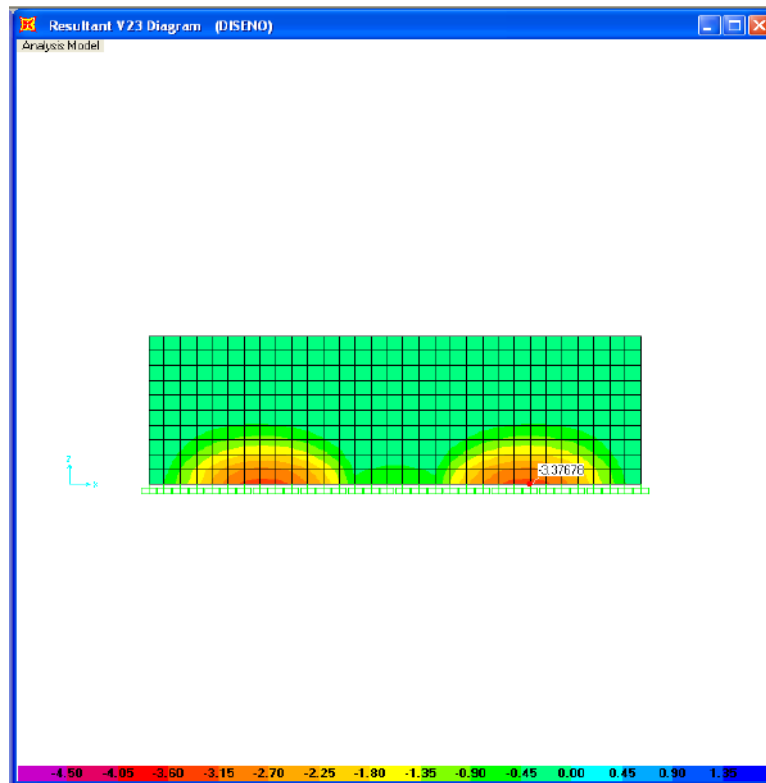 Resultant V23 Diagram (DISENO)
Analysis Model
Z
X
-3.37678
-4.50 -4.05 -3.60 -3.15 -2.70 -2.25 -1.80 -1.35 -0.90 -0.45 0.00 0.45 0.90 1.35